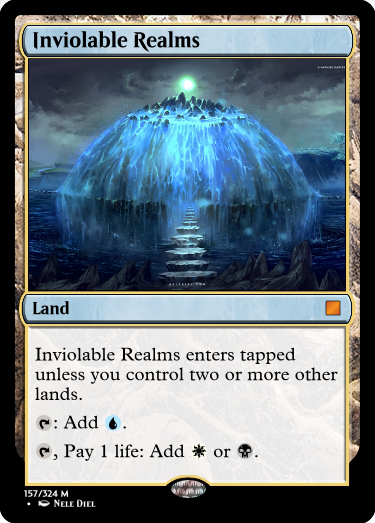 Inviolable Realms
Land
Inviolable Realms enters tapped
unless you control two or more other
lands.
: Add .
, Pay 1 life: Add or .
157/324 M
• Nele Diel